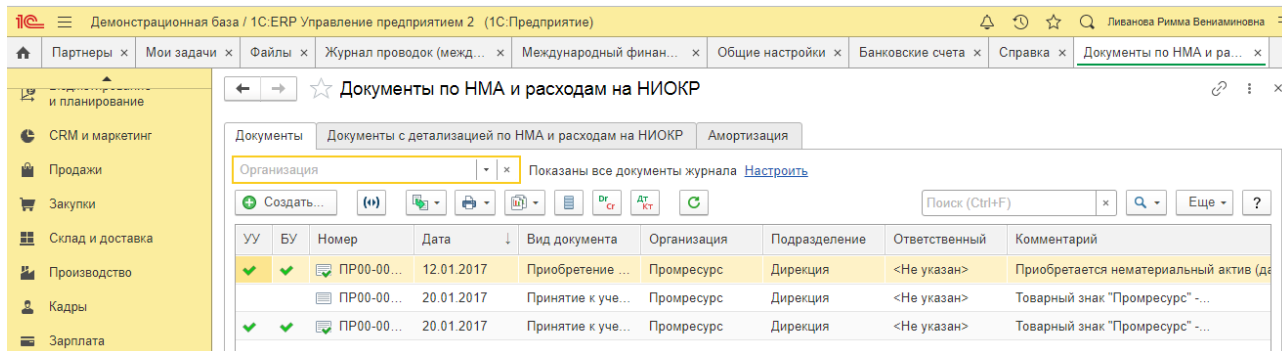 Демонстрационная база / 1С:ERP Управление предприятием 2 (1С:Предприятие) Ливанова Римма Вениаминовна
Партнеры × Мои задачи × Файлы × Журнал проводок (межд... × Международный финан... × Общие настройки × Банковские счета × Справка × Документы по НМА и ра... ×
и планирование
Документы по НМА и расходам на НИОКР
CRM и маркетинг
Документы Документы с детализацией по НМА и расходам на НИОКР Амортизация
Продажи
Организация Показаны все документы журнала Настроить
Закупки
Создать... Dr Cr Дт Кт Поиск (Ctrl+F) × Еще ?
Склад и доставка
УУ БУ Номер Дата ↓ Вид документа Организация Подразделение Ответственный Комментарий
Производство
ПР00-00... 12.01.2017 Приобретение ... Промресурс Дирекция <Не указан> Приобретается нематериальный актив (да
Кадры
ПР00-00... 20.01.2017 Принятие к уче... Промресурс Дирекция <Не указан> Товарный знак "Промресурс" -...
Зарплата
ПР00-00... 20.01.2017 Принятие к уче... Промресурс Дирекция <Не указан> Товарный знак "Промресурс" -...